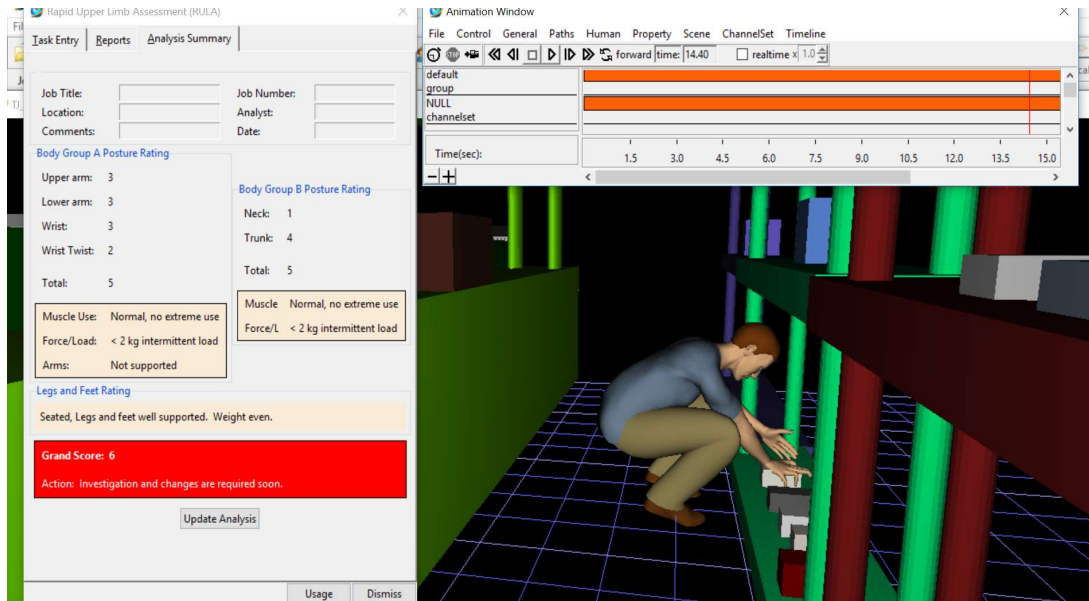 Rapid Upper Limb Assessment (RULA)
Task Entry Reports Analysis Summary
Job Title: Job Number:
Location: Analyst:
Comments: Date:
Body Group A Posture Rating
Upper arm: 3
Lower arm: 3
Wrist: 3
Wrist Twist: 2
Total: 5
Muscle Use: Normal, no extreme use
Force/Load: < 2 kg intermittent load
Arms: Not supported
Body Group B Posture Rating
Neck: 1
Trunk: 4
Total: 5
Muscle Normal, no extreme use
Force/L < 2 kg intermittent load
Legs and Feet Rating
Seated, Legs and feet well supported. Weight even.
Grand Score: 6
Action: Investigation and changes are required soon.
Update Analysis
Usage Dismiss
Animation Window
File Control General Paths Human Property Scene ChannelSet Timeline
forward time: 14.40 realtime x 1.0
default
group
NULL
channelset
Time(sec): 1.5 3.0 4.5 6.0 7.5 9.0 10.5 12.0 13.5 15.0